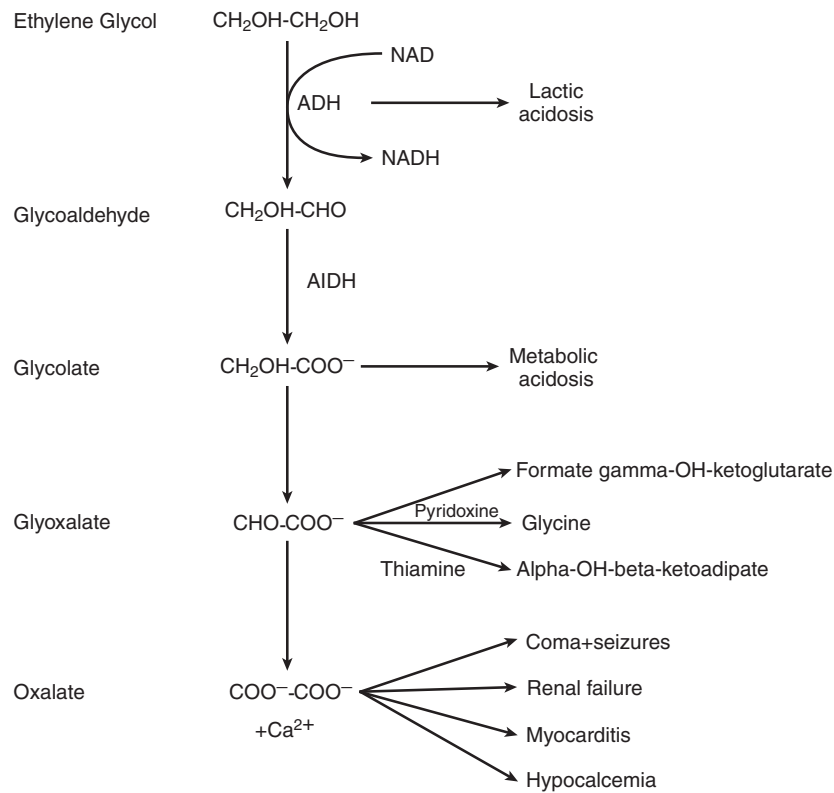 Ethylene Glycol CH₂OH-CH₂OH
NAD
ADH
Lactic
acidosis
NADH
Glycoaldehyde CH₂OH-CHO
AIDH
Glycolate CH₂OH-COO⁻
Metabolic
acidosis
Formate gamma-OH-ketoglutarate
Glyoxalate CHO-COO⁻ Pyridoxine Glycine
Thiamine Alpha-OH-beta-ketoadipate
Coma+seizures
Oxalate COO⁻-COO⁻ Renal failure
+Ca²⁺ Myocarditis
Hypocalcemia